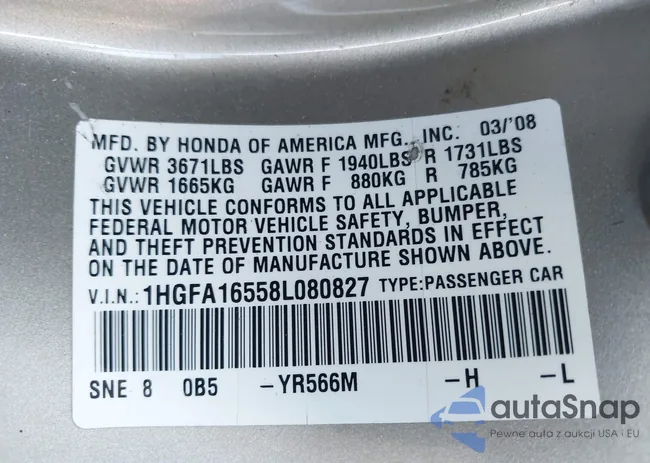 MFD. BY HONDA OF AMERICA MFG., INC. 03/'08
GVWR 3671LBS GAWR F 1940LBS R 1731LBS
GVWR 1665KG GAWR F 880KG R 785KG
THIS VEHICLE CONFORMS TO ALL APPLICABLE
FEDERAL MOTOR VEHICLE SAFETY, BUMPER,
AND THEFT PREVENTION STANDARDS IN EFFECT
ON THE DATE OF MANUFACTURE SHOWN ABOVE.
V.I.N.: 1HGFA16558L080827 TYPE:PASSENGER CAR
SNE 8 0B5 -YR566M -H -L
autaSnap
Pewne auta z aukcji USA i EU